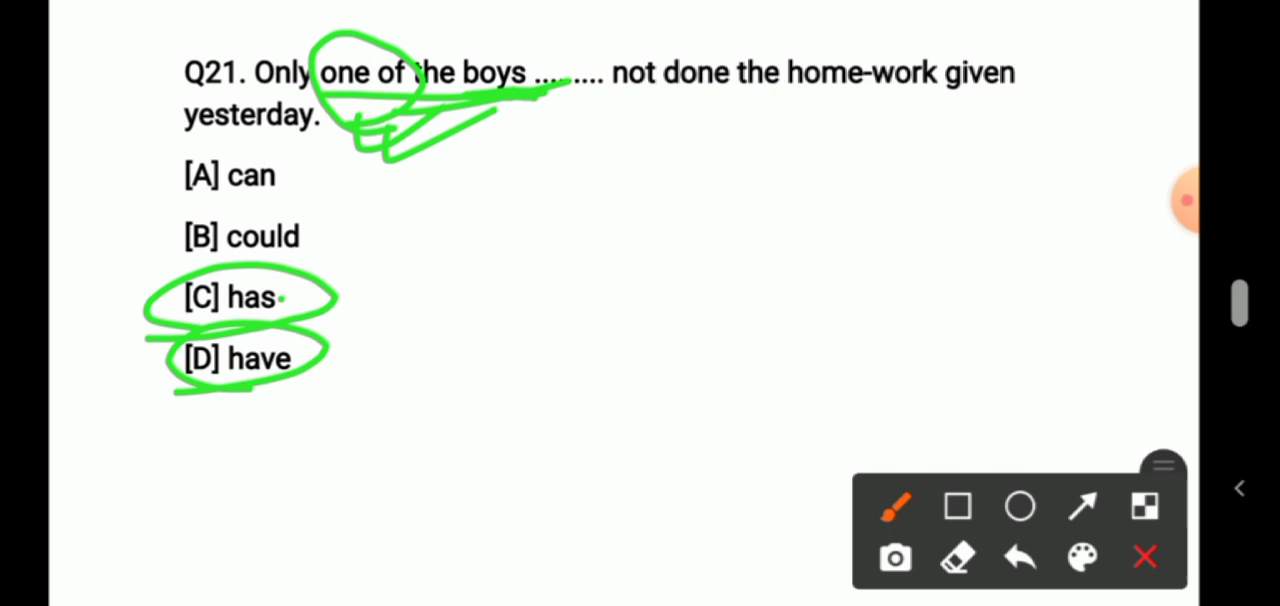 Q21. Only one of the boys ......... not done the home-work given
yesterday.
[A] can
[B] could
[C] has
[D] have